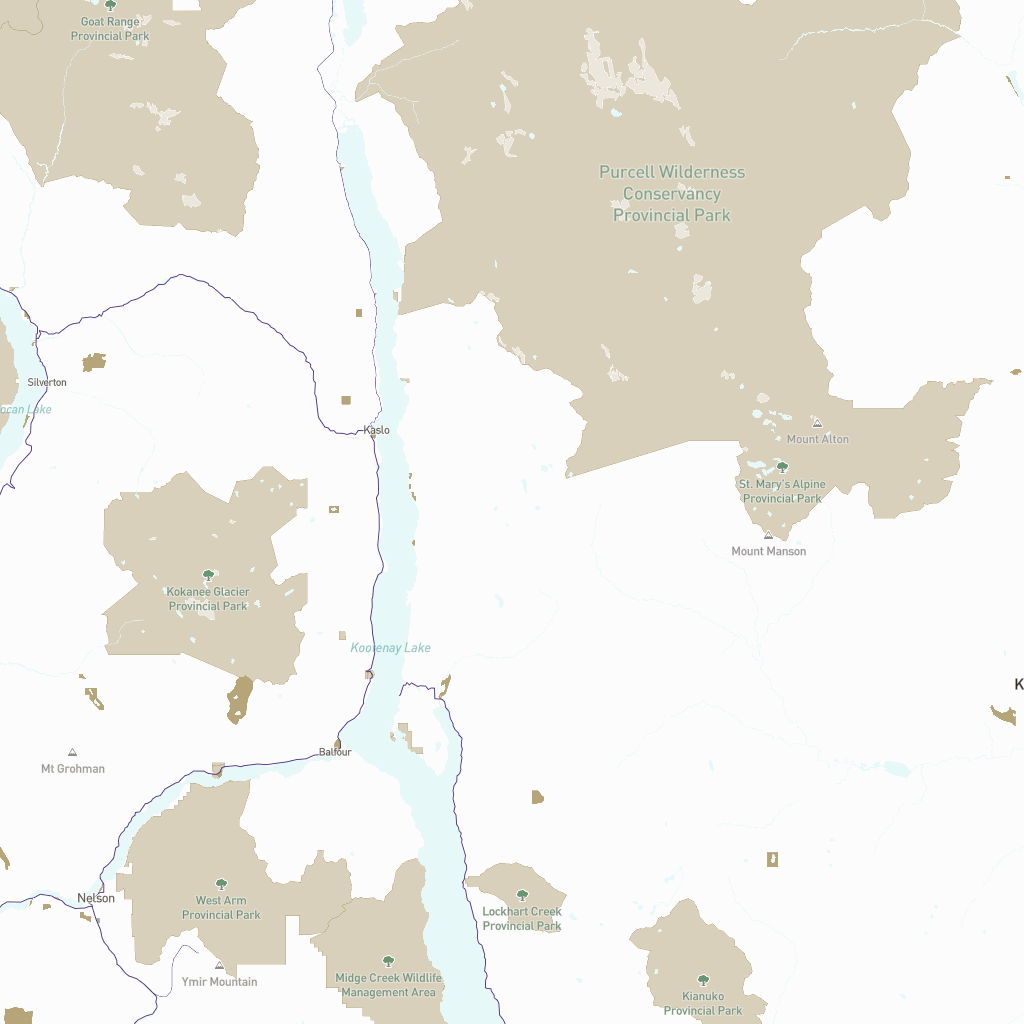 Goat Range
Provincial Park
Purcell Wilderness
Conservancy
Provincial Park
Silverton
ocan Lake
Kaslo
Mount Alton
St. Mary's Alpine
Provincial Park
Mount Manson
Kokanee Glacier
Provincial Park
Kootenay Lake
K
Balfour
Mt Grohman
Nelson
West Arm
Provincial Park
Lockhart Creek
Provincial Park
Ymir Mountain
Midge Creek Wildlife
Management Area
Kianuko
Provincial Park